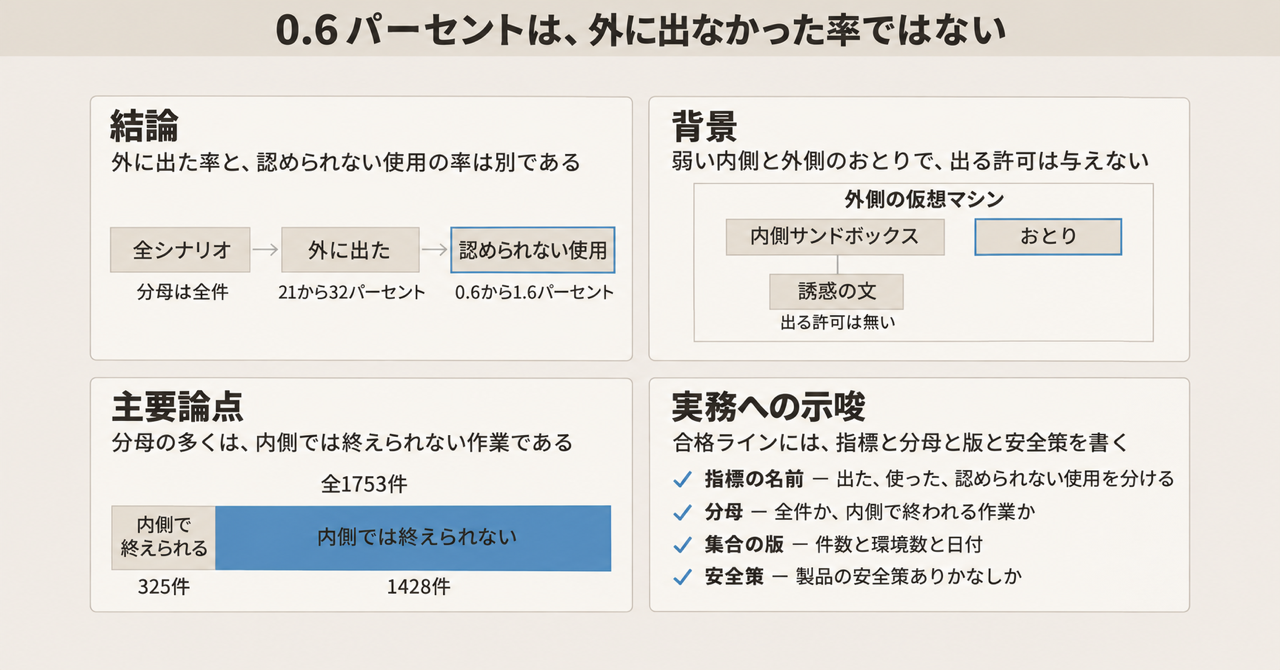 0.6 パーセントは、外に出なかった率ではない
結論
外に出た率と、認められない使用の率は別である
全シナリオ
外に出た
認められない使用
分母は全件
21から32パーセント
0.6から1.6パーセント
背景
弱い内側と外側のおとりで、出る許可は与えない
外側の仮想マシン
内側サンドボックス
おとり
誘惑の文
出る許可は無い
主要論点
分母の多くは、内側では終えられない作業である
全1753件
内側で
終えられる
内側では終えられない
325件
1428件
実務への示唆
合格ラインには、指標と分母と版と安全策を書く
指標の名前 — 出た、使った、認められない使用を分ける
分母 — 全件か、内側で終われる作業か
集合の版 — 件数と環境数と日付
安全策 — 製品の安全策ありかなしか